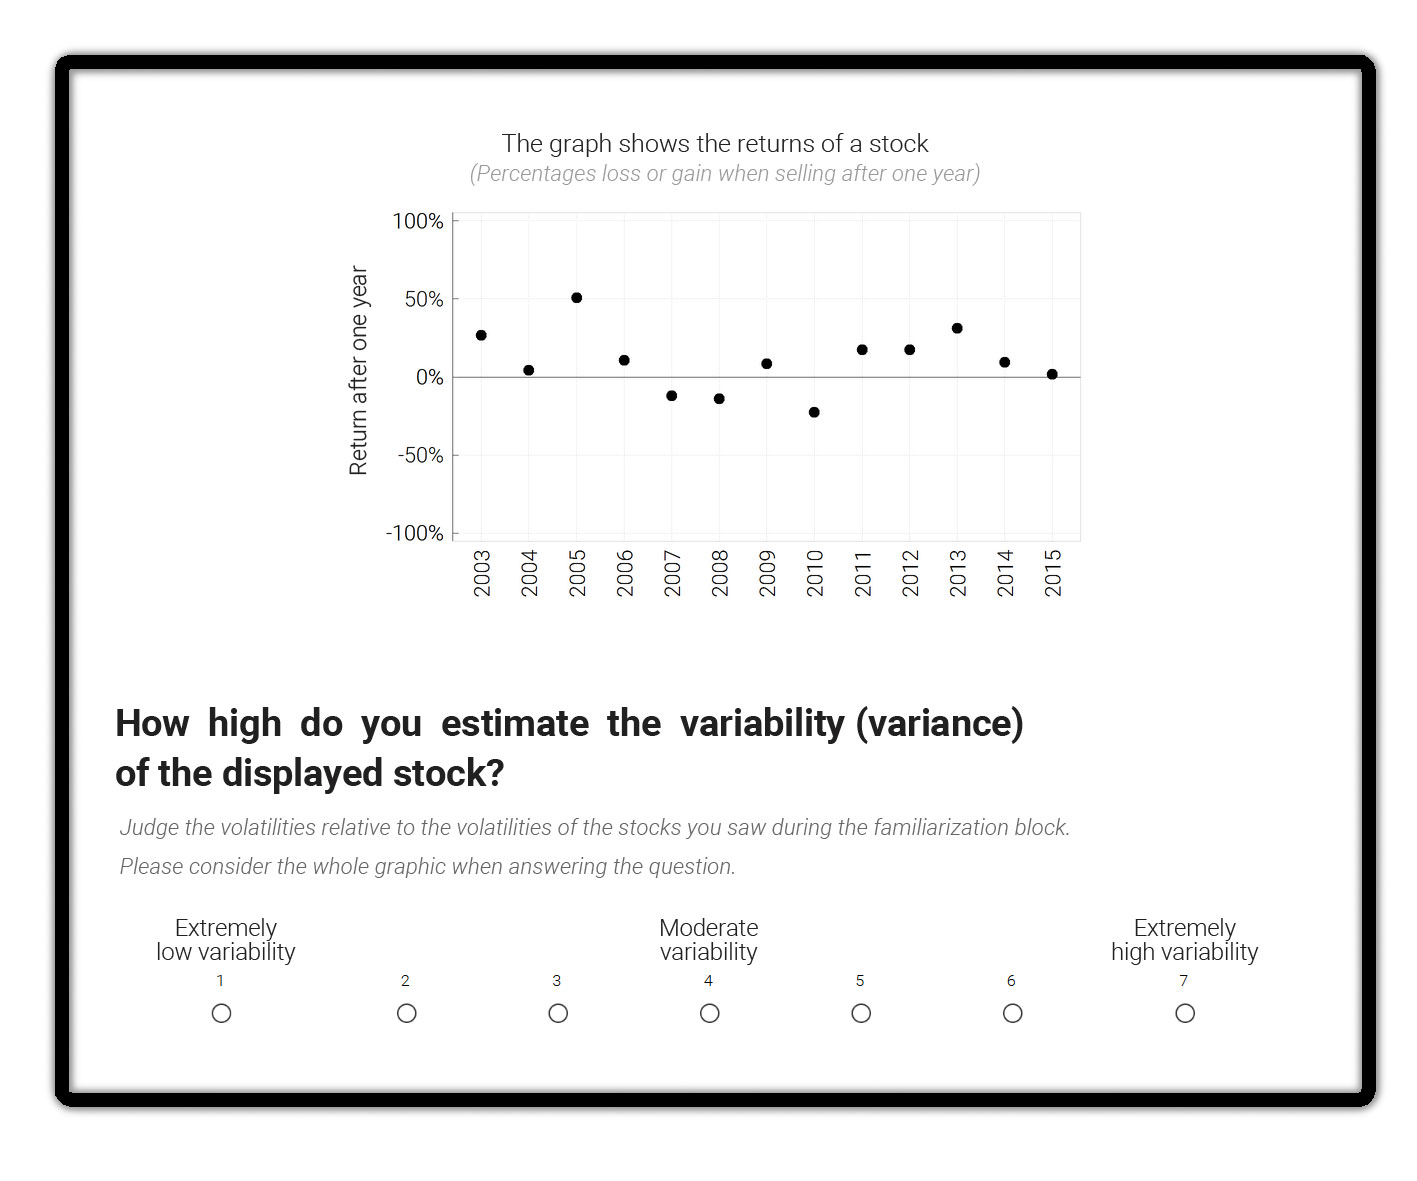 The graph shows the returns of a stock
(Percentages loss or gain when selling after one year)
100%
50%
0%
-50%
-100%
Return after one year
2003 2004 2005 2006 2007 2008 2009 2010 2011 2012 2013 2014 2015
How high do you estimate the variability (variance)
of the displayed stock?
Judge the volatilities relative to the volatilities of the stocks you saw during the familiarization block.
Please consider the whole graphic when answering the question.
Extremely Moderate Extremely
low variability variability high variability
1 2 3 4 5 6 7